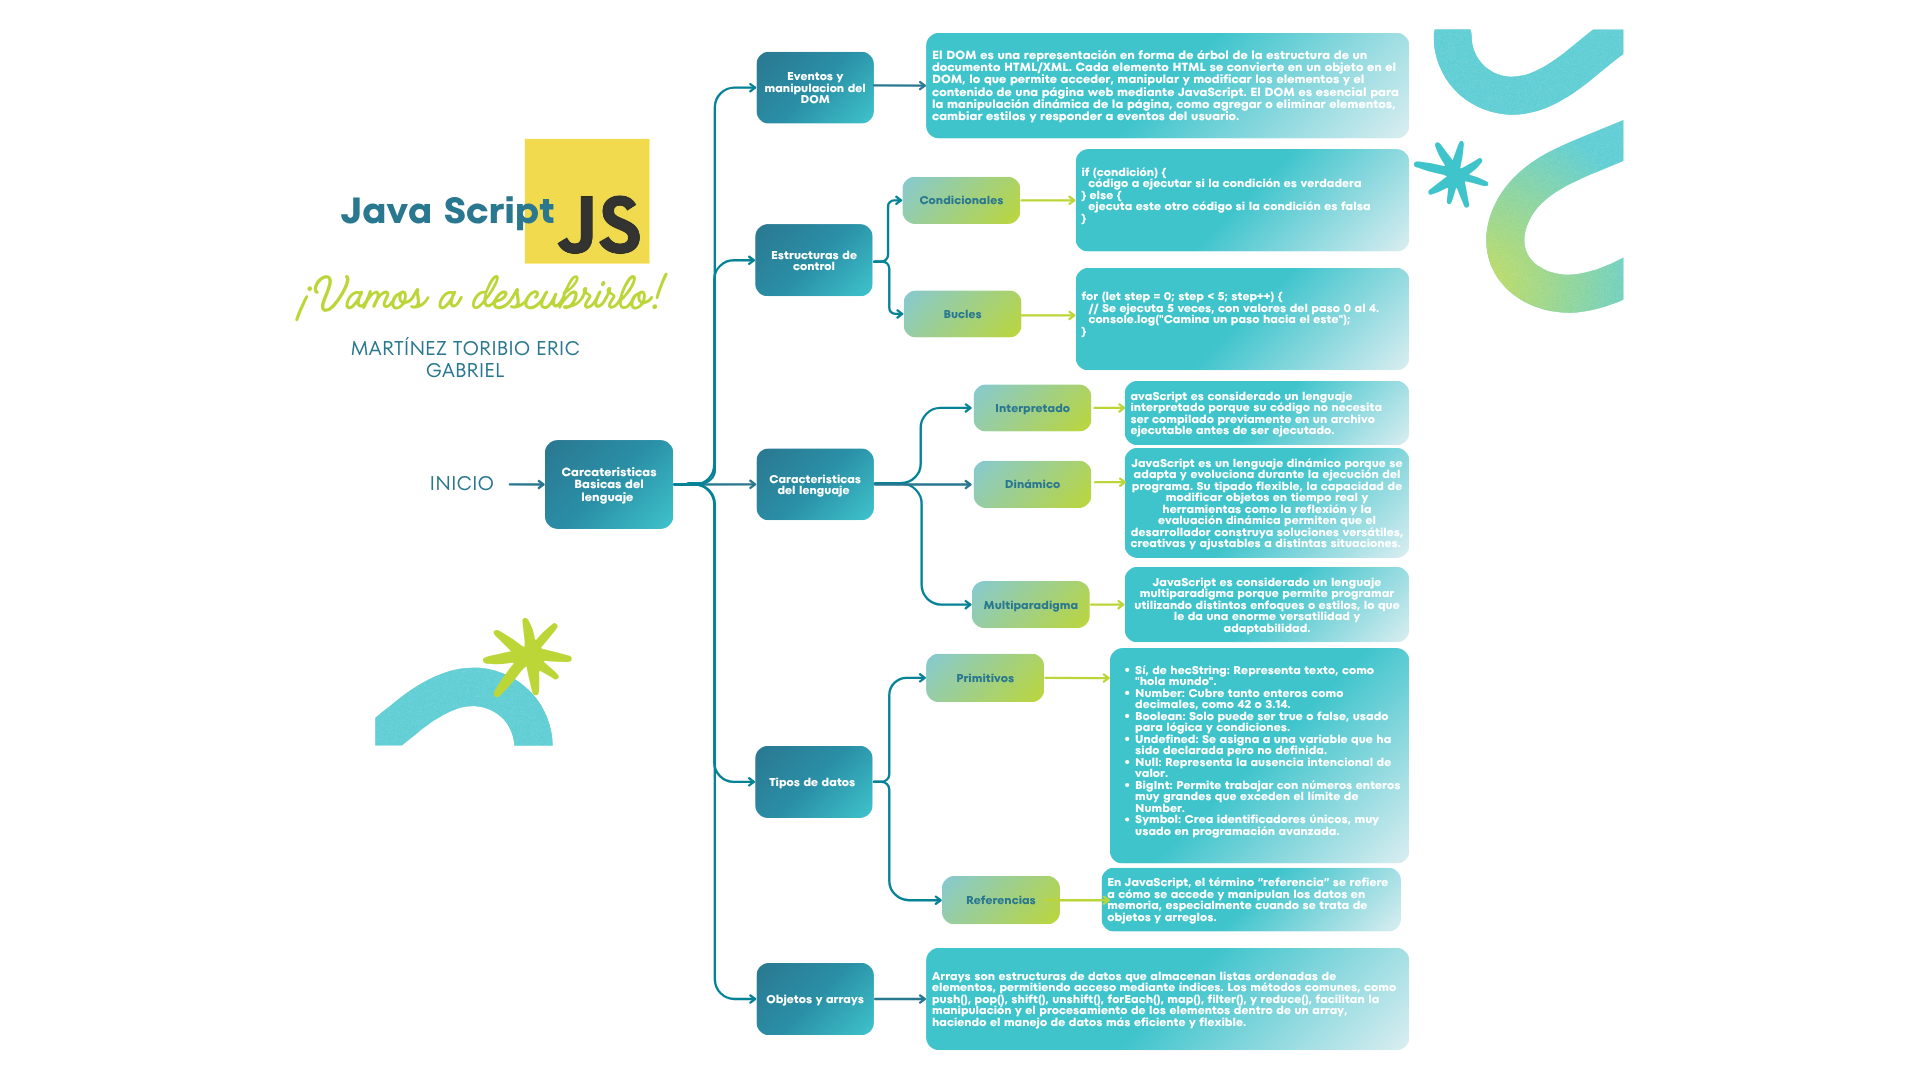 Java Script
JS
¡Vamos a descubrirlo!
MARTÍNEZ TORIBIO ERIC
GABRIEL
INICIO
Carcateristicas
Basicas del
lenguaje
Eventos y
manipulacion del
DOM
El DOM es una representación en forma de árbol de la estructura de un
documento HTML/XML. Cada elemento HTML se convierte en un objeto en el
DOM, lo que permite acceder, manipular y modificar los elementos y el
contenido de una página web mediante JavaScript. El DOM es esencial para
la manipulación dinámica de la página, como agregar o eliminar elementos,
cambiar estilos y responder a eventos del usuario.
Estructuras de
control
Condicionales
if (condición) {
código a ejecutar si la condición es verdadera
} else {
ejecuta este otro código si la condición es falsa
}
Bucles
for (let step = 0; step < 5; step++) {
// Se ejecuta 5 veces, con valores del paso 0 al 4.
console.log("Camina un paso hacia el este");
}
Caracteristicas
del lenguaje
Interpretado
avaScript es considerado un lenguaje
interpretado porque su código no necesita
ser compilado previamente en un archivo
ejecutable antes de ser ejecutado.
Dinámico
JavaScript es un lenguaje dinámico porque se
adapta y evoluciona durante la ejecución del
programa. Su tipado flexible, la capacidad de
modificar objetos en tiempo real y
herramientas como la reflexión y la
evaluación dinámica permiten que el
desarrollador construya soluciones versátiles,
creativas y ajustables a distintas situaciones.
Multiparadigma
JavaScript es considerado un lenguaje
multiparadigma porque permite programar
utilizando distintos enfoques o estilos, lo que
le da una enorme versatilidad y
adaptabilidad.
Tipos de datos
Primitivos
• Sí, de hecString: Representa texto, como
"hola mundo".
• Number: Cubre tanto enteros como
decimales, como 42 o 3.14.
• Boolean: Solo puede ser true o false, usado
para lógica y condiciones.
• Undefined: Se asigna a una variable que ha
sido declarada pero no definida.
• Null: Representa la ausencia intencional de
valor.
• BigInt: Permite trabajar con números enteros
muy grandes que exceden el límite de
Number.
• Symbol: Crea identificadores únicos, muy
usado en programación avanzada.
Referencias
En JavaScript, el término “referencia” se refiere
a cómo se accede y manipulan los datos en
memoria, especialmente cuando se trata de
objetos y arreglos.
Objetos y arrays
Arrays son estructuras de datos que almacenan listas ordenadas de
elementos, permitiendo acceso mediante índices. Los métodos comunes, como
push(), pop(), shift(), unshift(), forEach(), map(), filter(), y reduce(), facilitan la
manipulación y el procesamiento de los elementos dentro de un array,
haciendo el manejo de datos más eficiente y flexible.